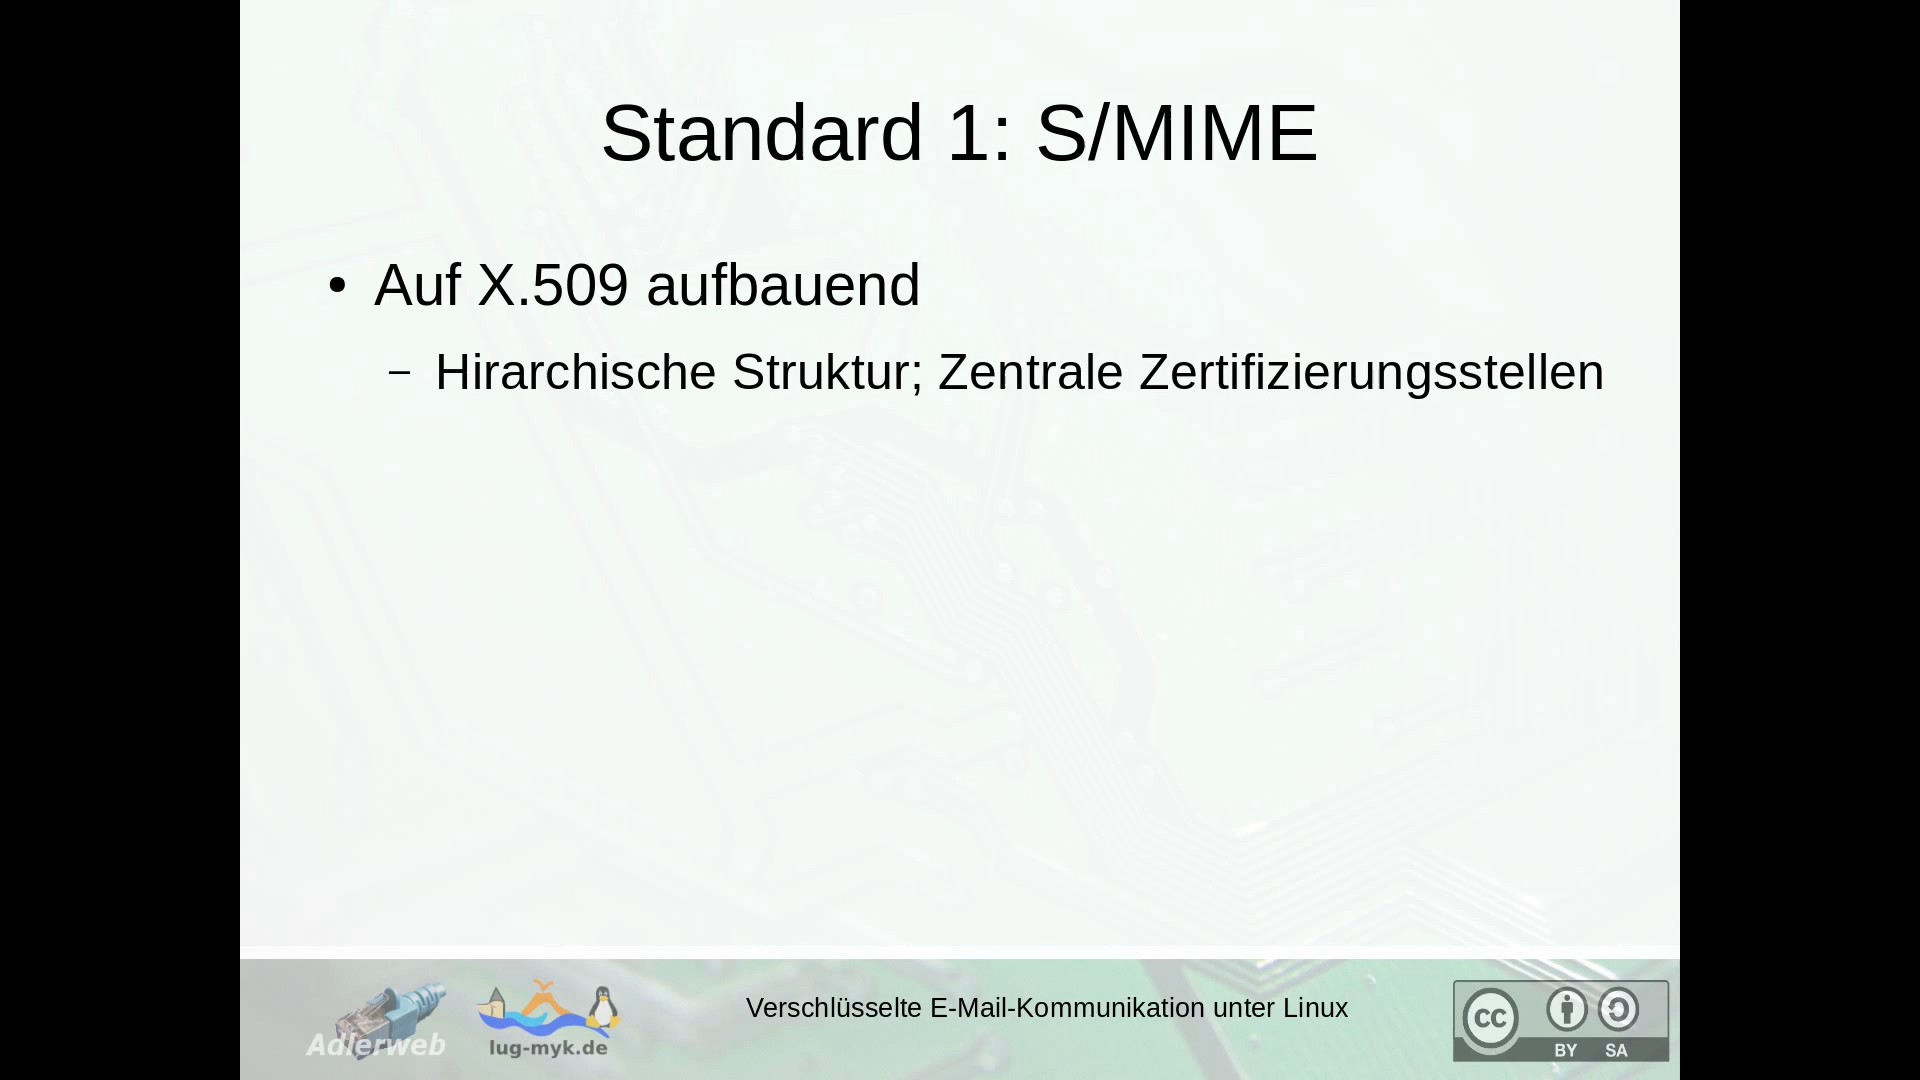 Standard 1: S/MIME
• Auf X.509 aufbauend
– Hirarchische Struktur; Zentrale Zertifizierungsstellen
Adlerweb
lug-myk.de
Verschlüsselte E-Mail-Kommunikation unter Linux
cc
BY SA